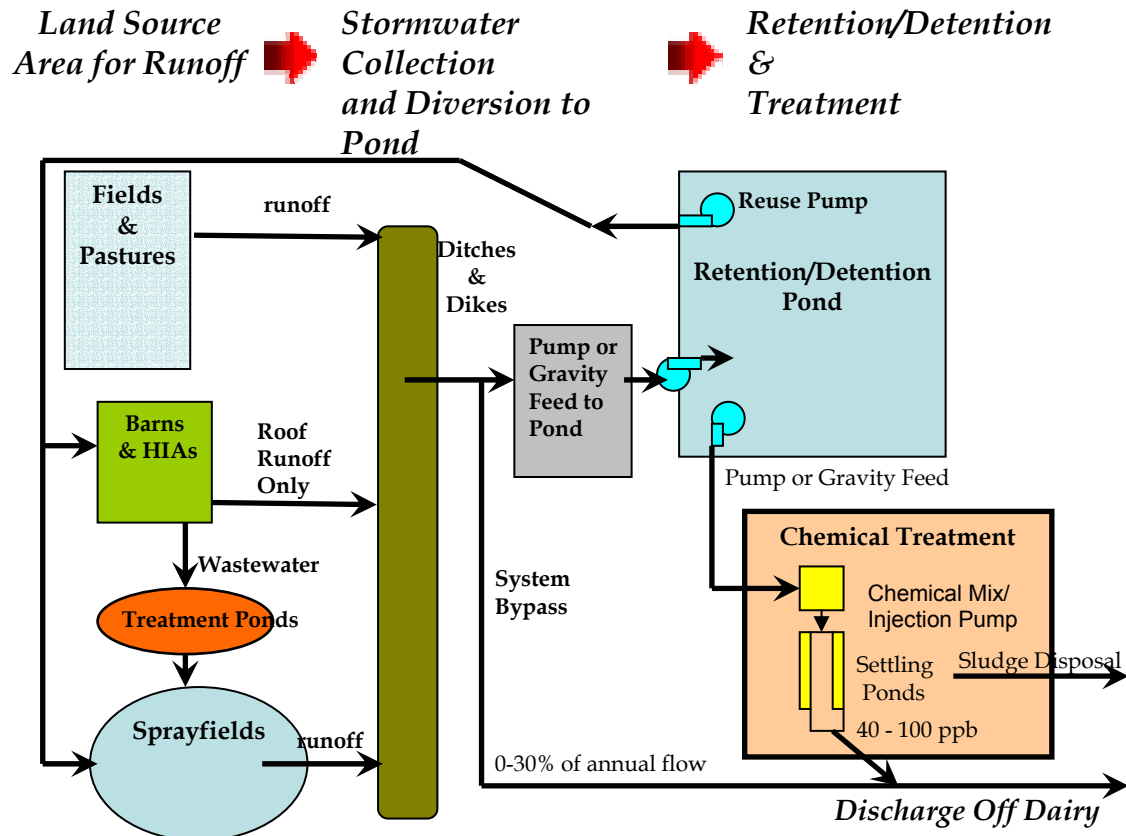 Land Source
Area for Runoff
Stormwater
Collection
and Diversion to
Pond
Retention/Detention
&
Treatment
Fields
&
Pastures
runoff
Ditches
&
Dikes
Reuse Pump
Retention/Detention
Pond
Pump or
Gravity
Feed to
Pond
Barns
& HIAs
Roof
Runoff
Only
Pump or Gravity Feed
Wastewater
Treatment Ponds
System
Bypass
Chemical Treatment
Chemical Mix/
Injection Pump
Settling
Ponds
Sludge Disposal
40 - 100 ppb
Sprayfields
runoff
0-30% of annual flow
Discharge Off Dairy